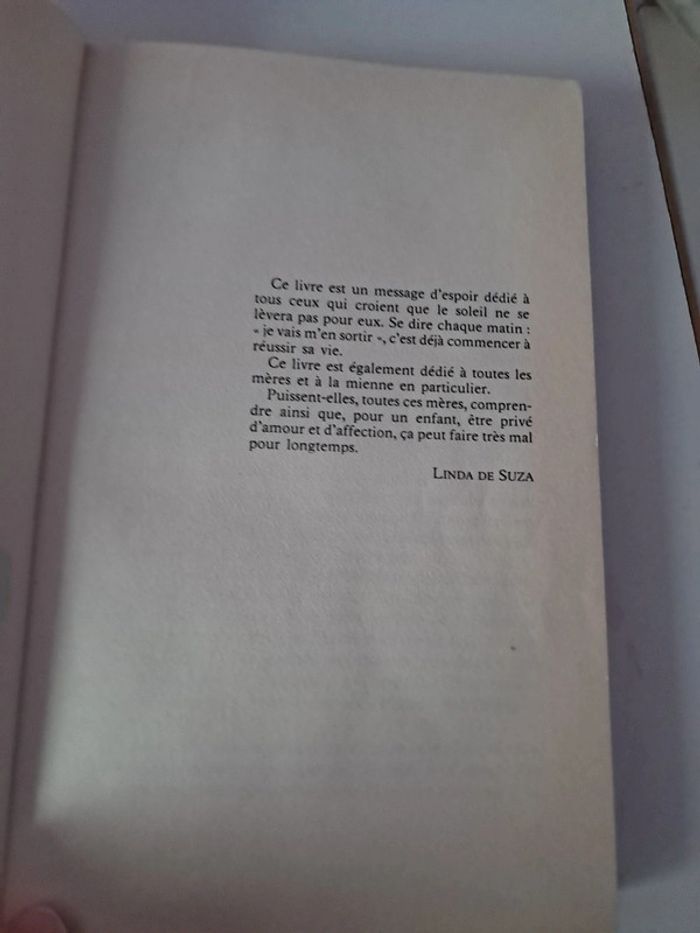 Ce livre est un message d'espoir dédié à
tous ceux qui croient que le soleil ne se
lèvera pas pour eux. Se dire chaque matin :
« je vais m'en sortir », c'est déjà commencer à
réussir sa vie.
Ce livre est également dédié à toutes les
mères et à la mienne en particulier.
Puissent-elles, toutes ces mères, compren-
dre ainsi que, pour un enfant, être privé
d'amour et d'affection, ça peut faire très mal
pour longtemps.
LINDA DE SUZA